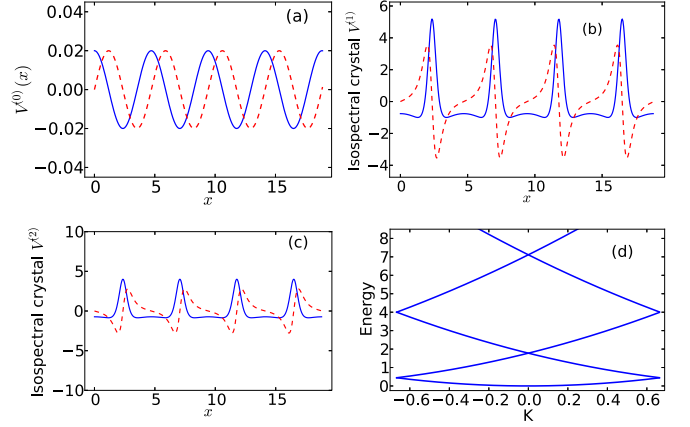 (a)
V⁽⁰⁾(x)
0.04
0.02
0.00
−0.02
−0.04
0 5 10 15
x
(b)
Isospectral crystal V⁽¹⁾
6
4
2
0
−2
−4
0 5 10 15
x
(c)
Isospectral crystal V⁽²⁾
10
5
0
−5
−10
0 5 10 15
x
(d)
Energy
8
7
6
5
4
3
2
1
0
−0.6 −0.4 −0.2 0.0 0.2 0.4 0.6
K